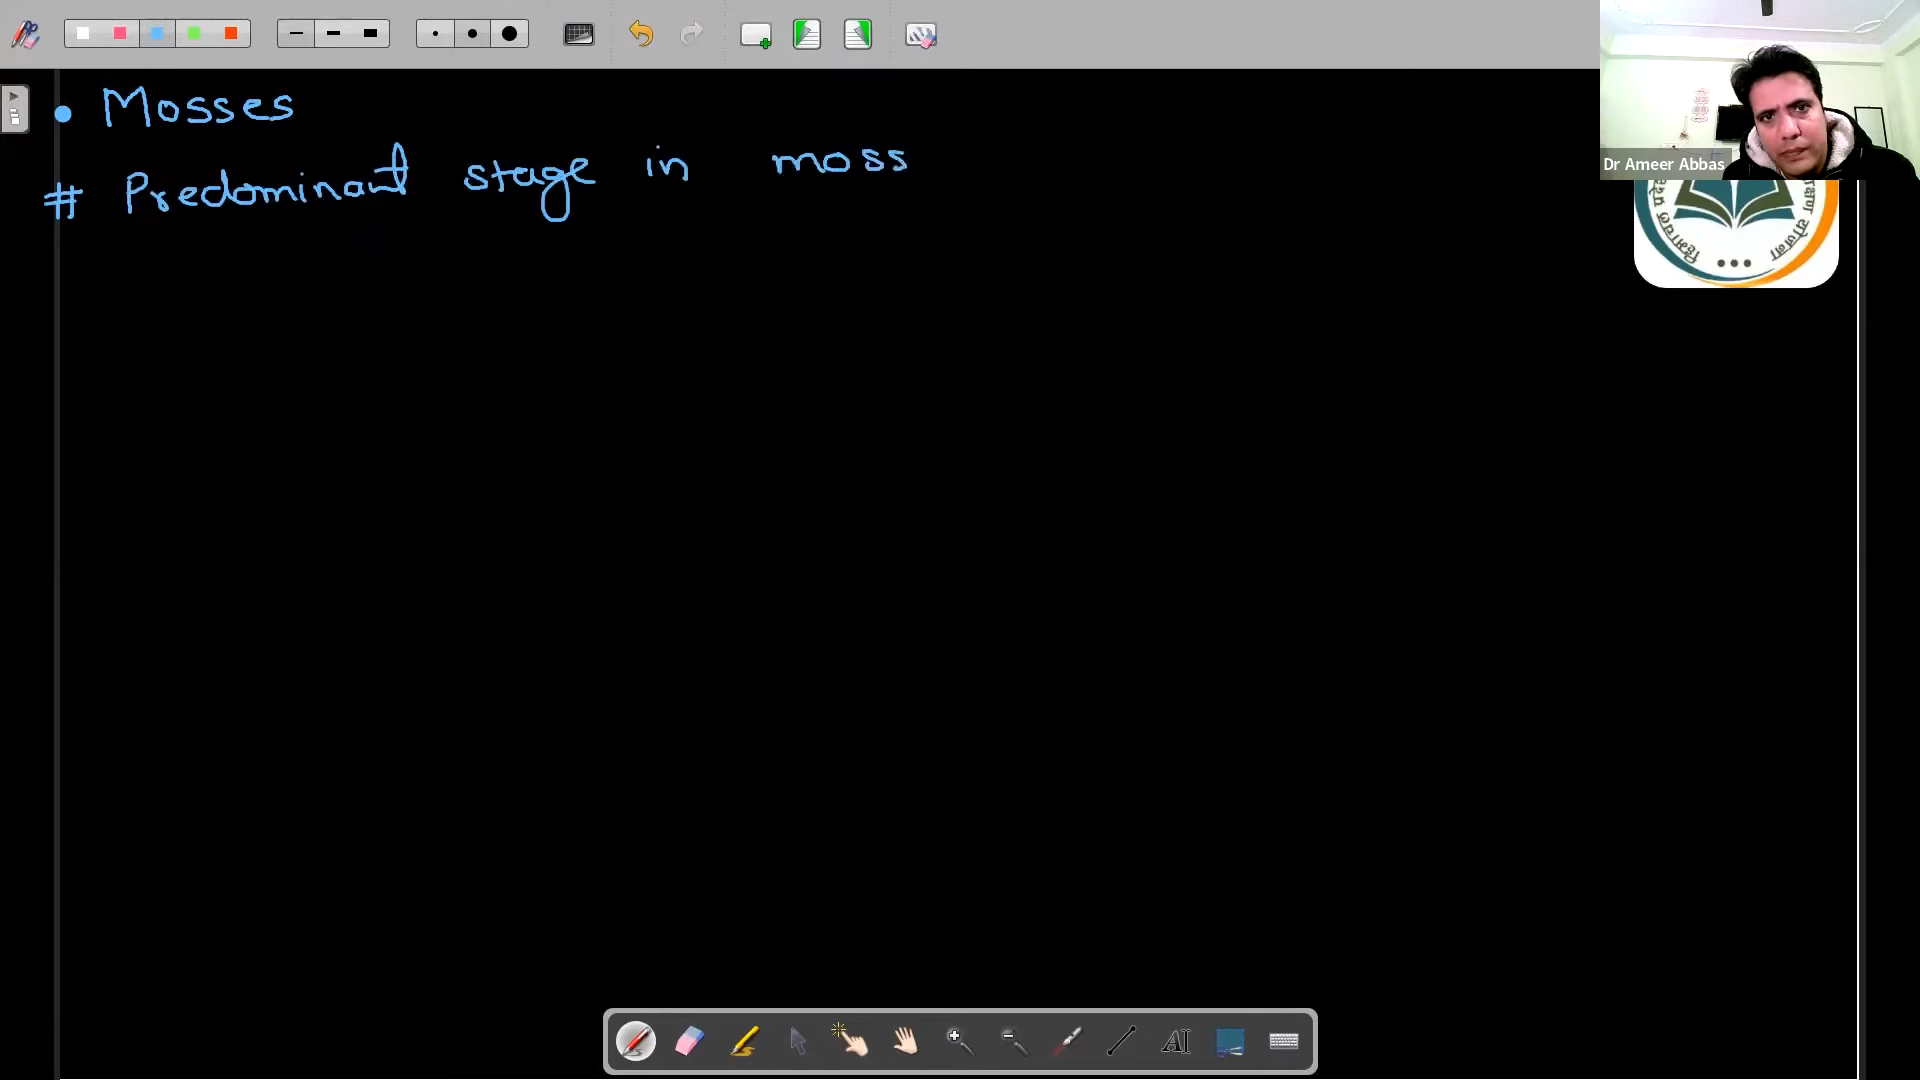 • Mosses
# Predominant stage in moss
Dr Ameer Abbas